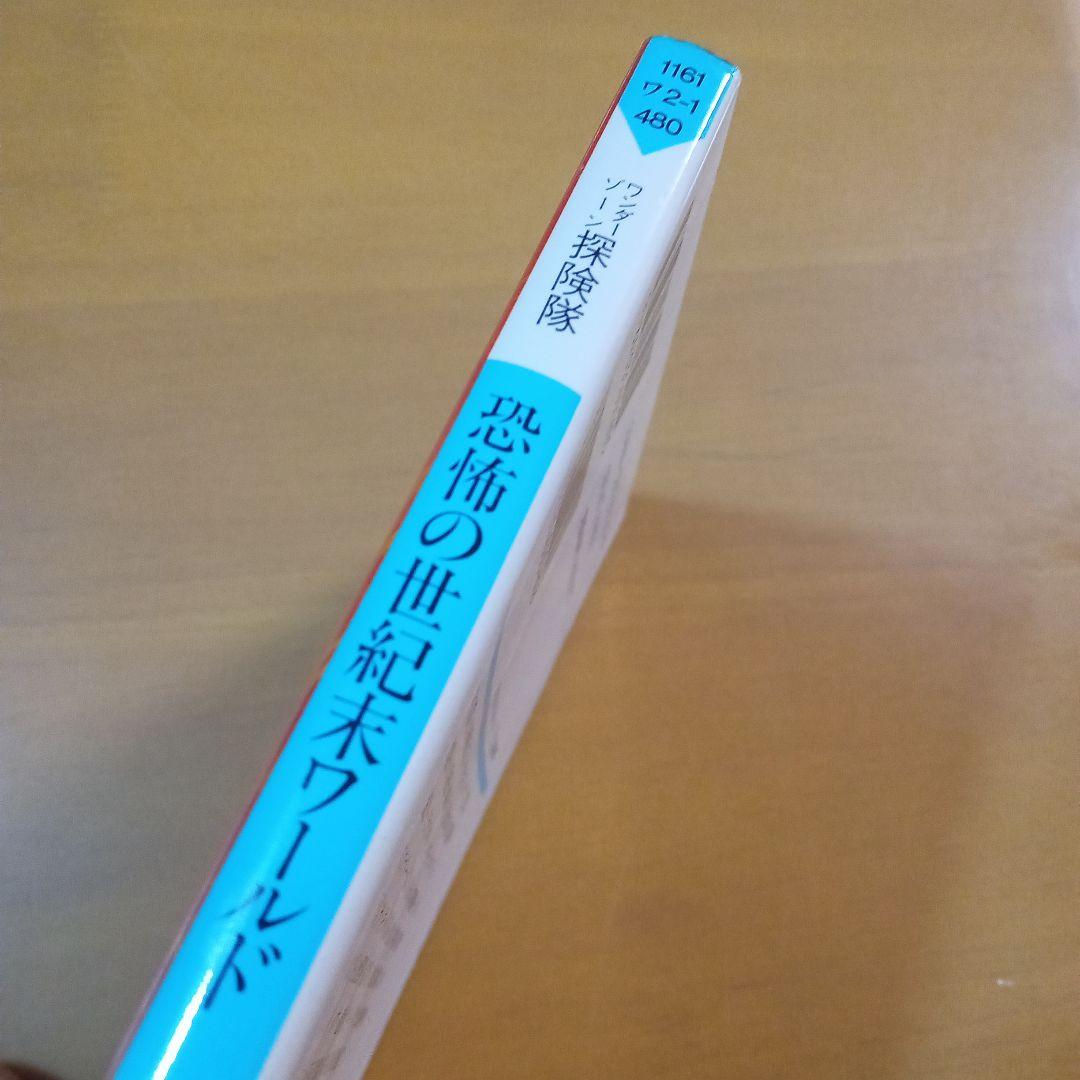 1161
ワ2-1
480
ワンダー
ゾーン
探険隊
恐怖の世紀末ワールド